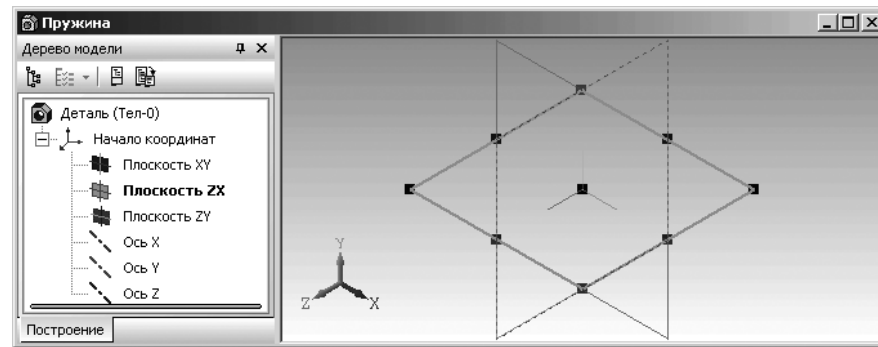 Пружина
Дерево модели
Деталь (Тел-0)
Начало координат
Плоскость XY
Плоскость ZX
Плоскость ZY
Ось X
Ось Y
Ось Z
Построение
Y
Z
X